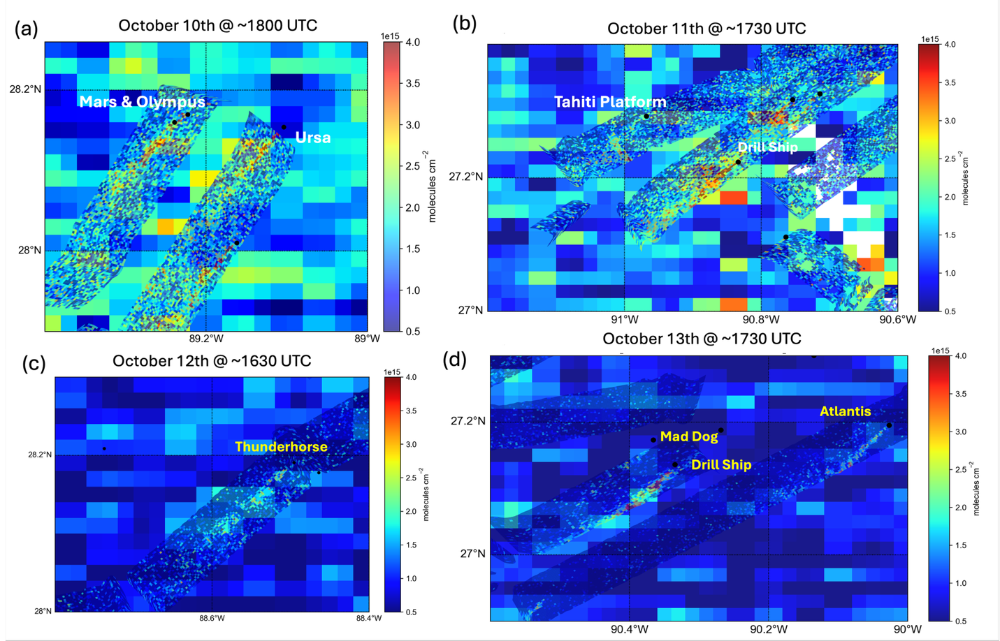 (a)
October 10th @ ~1800 UTC
1e15
4.0
3.5
3.0
2.5
2.0
1.5
1.0
0.5
molecules cm⁻²
28.2°N
28°N
89.2°W
89°W
Mars & Olympus
Ursa
(b)
October 11th @ ~1730 UTC
1e15
4.0
3.5
3.0
2.5
2.0
1.5
1.0
0.5
molecules cm⁻²
27.2°N
27°N
91°W
90.8°W
90.6°W
Tahiti Platform
Drill Ship
(c)
October 12th @ ~1630 UTC
1e15
4.0
3.5
3.0
2.5
2.0
1.5
1.0
0.5
molecules cm⁻²
28.2°N
28°N
88.6°W
88.4°W
Thunderhorse
(d)
October 13th @ ~1730 UTC
1e15
4.0
3.5
3.0
2.5
2.0
1.5
1.0
0.5
molecules cm⁻²
27.2°N
27°N
90.4°W
90.2°W
90°W
Atlantis
Mad Dog
Drill Ship